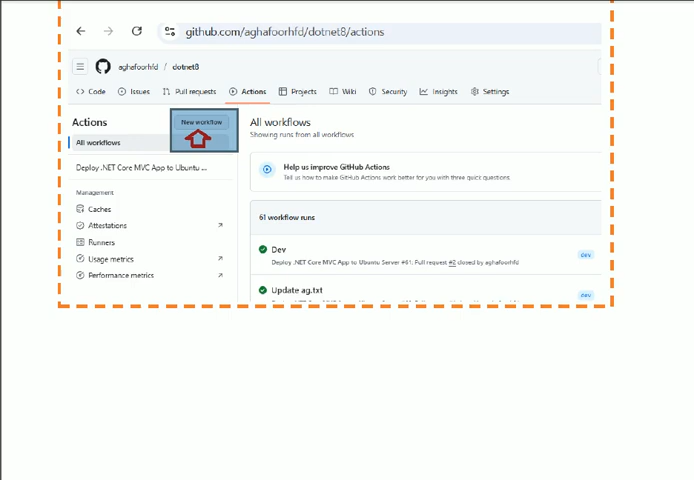 github.com/aghafoorhfd/dotnet8/actions
aghafoorhfd / dotnet8
Code Issues Pull requests Actions Projects Wiki Security Insights Settings
Actions
New workflow
All workflows
Deploy .NET Core MVC App to Ubuntu ...
Management
Caches
Attestations
Runners
Usage metrics
Performance metrics
All workflows
Showing runs from all workflows
Help us improve GitHub Actions
Tell us how to make GitHub Actions work better for you with three quick questions.
61 workflow runs
Dev
Deploy .NET Core MVC App to Ubuntu Server #61: Pull request #2 closed by aghafoorhfd
dev
Update ag.txt
dev